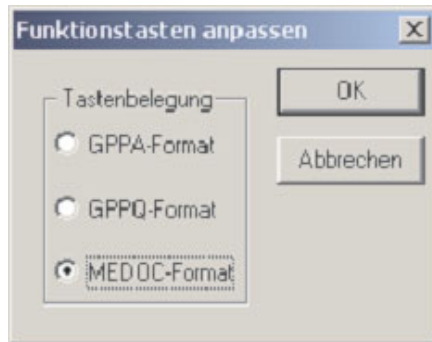 Funktionstasten anpassen
Tastenbelegung
GPPA-Format
GPPQ-Format
MEDOC-Format
OK
Abbrechen